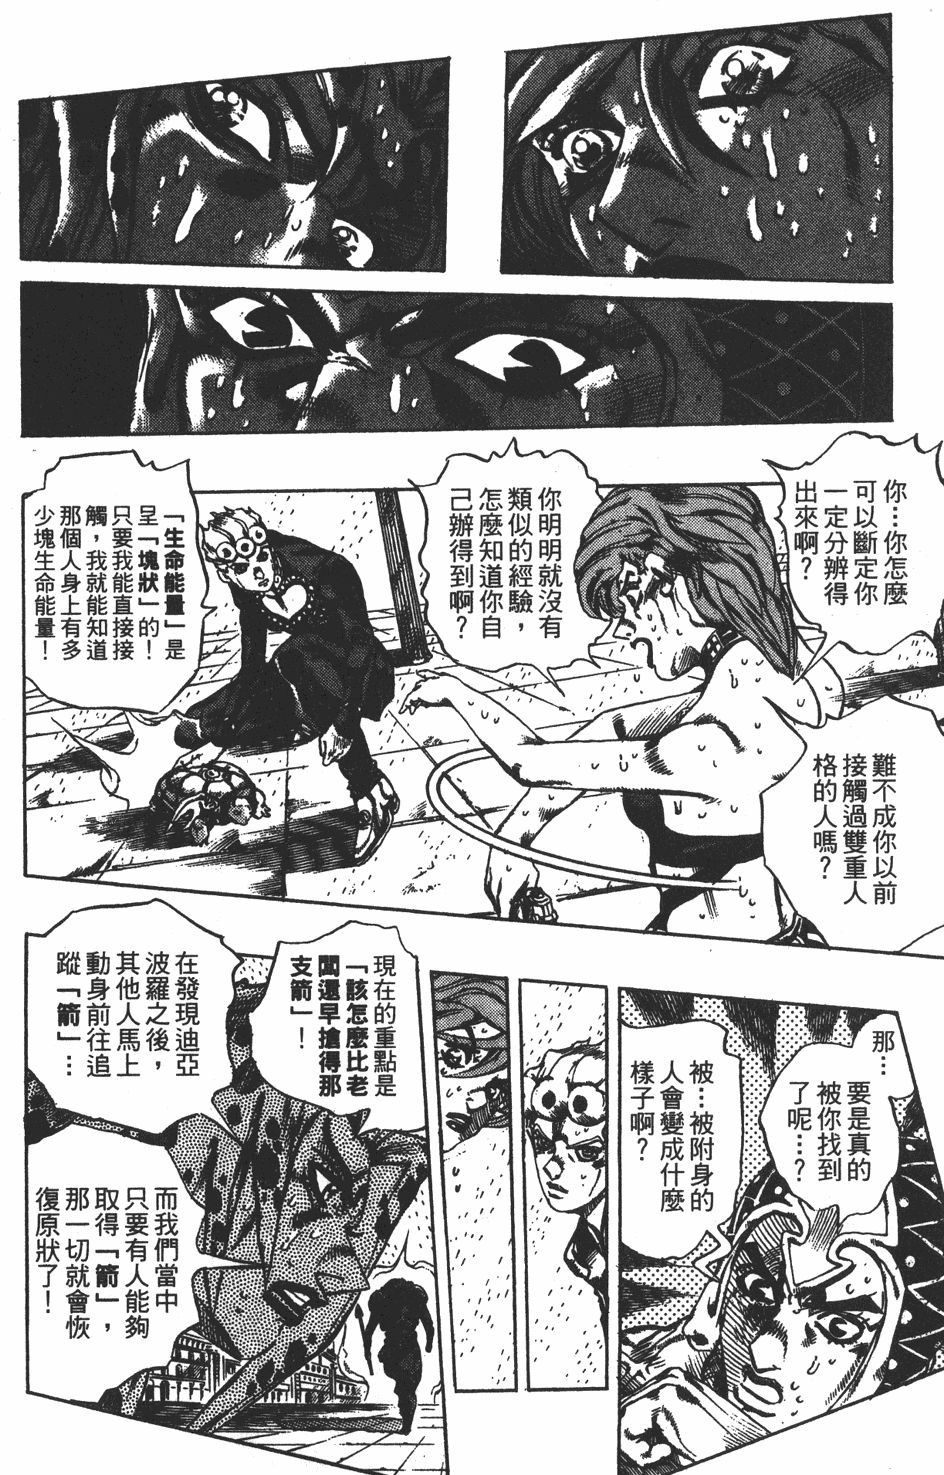 你…你怎麼
可以斷定你
一定分辨得
出來啊？
你明明就沒有
類似的經驗，
怎麼知道你自
己辦得到啊？
難不成你以前
接觸過雙重人
格的人嗎？
「生命能量」是
呈「塊狀」的！
只要我能直接接
觸，我就能知道
那個人身上有多
少塊生命能量！
那…
要是真的
被你找到
了呢…？
被…被附身的
人會變成什麼
樣子啊？
現在的重點是
「該怎麼比老
闆還早搶得那
支箭」！
在發現迪亞
波羅之後，
其他人馬上
動身前往追
蹤「箭」…
而我們當中
只要有人能夠
取得「箭」，
那一切就會恢
復原狀了！